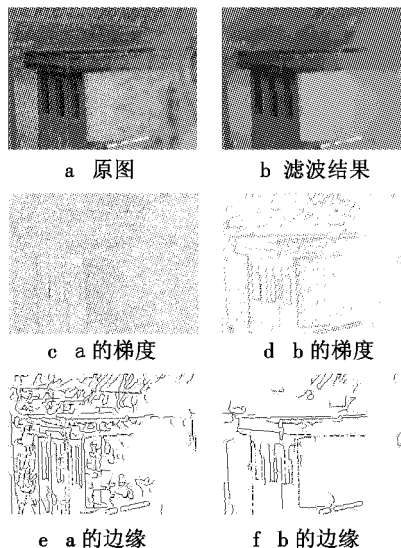 a 原图
b 滤波结果
c a的梯度
d b的梯度
e a的边缘
f b的边缘